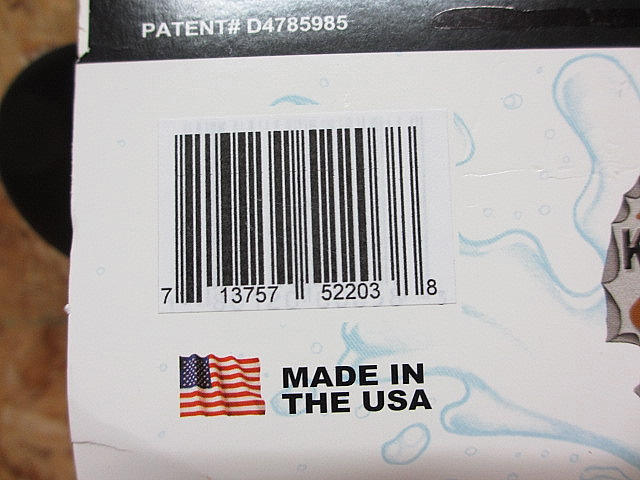 PATENT# D4785985
7 13757 52203 8
MADE IN
THE USA
K